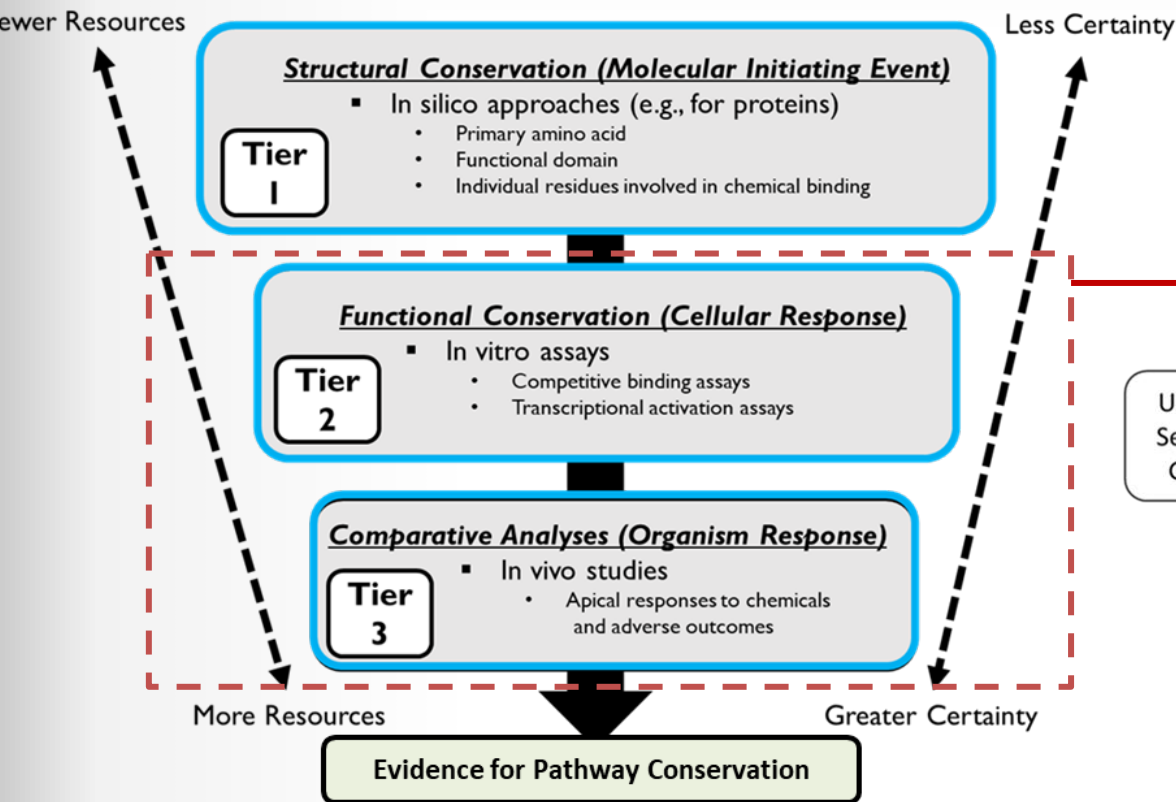 ewer Resources
Less Certainty
Structural Conservation (Molecular Initiating Event)
▪ In silico approaches (e.g., for proteins)
• Primary amino acid
• Functional domain
• Individual residues involved in chemical binding
Tier
1
Functional Conservation (Cellular Response)
▪ In vitro assays
• Competitive binding assays
• Transcriptional activation assays
Tier
2
Comparative Analyses (Organism Response)
▪ In vivo studies
• Apical responses to chemicals
and adverse outcomes
Tier
3
More Resources
Greater Certainty
Evidence for Pathway Conservation